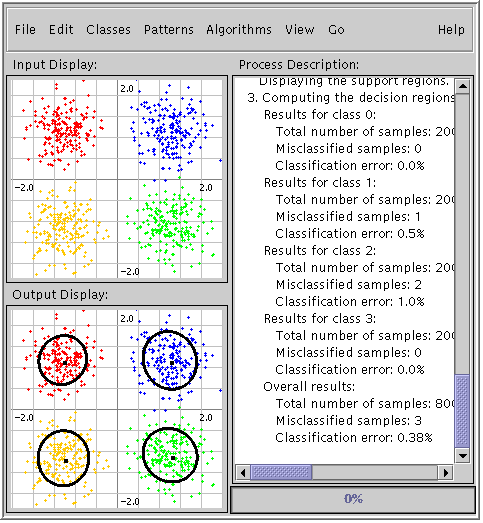 File Edit Classes Patterns Algorithms View Go Help
Input Display:
2.0
-2.0 2.0
-2.0
Output Display:
2.0
-2.0 2.0
-2.0
Process Description:
Displaying the support regions.
3. Computing the decision regions
Results for class 0:
Total number of samples: 200
Misclassified samples: 0
Classification error: 0.0%
Results for class 1:
Total number of samples: 200
Misclassified samples: 1
Classification error: 0.5%
Results for class 2:
Total number of samples: 200
Misclassified samples: 2
Classification error: 1.0%
Results for class 3:
Total number of samples: 200
Misclassified samples: 0
Classification error: 0.0%
Overall results:
Total number of samples: 800
Misclassified samples: 3
Classification error: 0.38%
0%